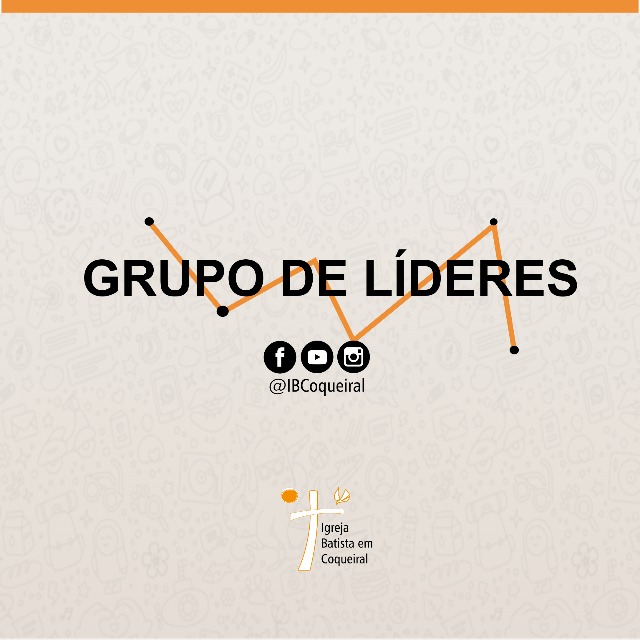 GRUPO DE LÍDERES
@IBCoqueiral
Igreja
Batista em
Coqueiral